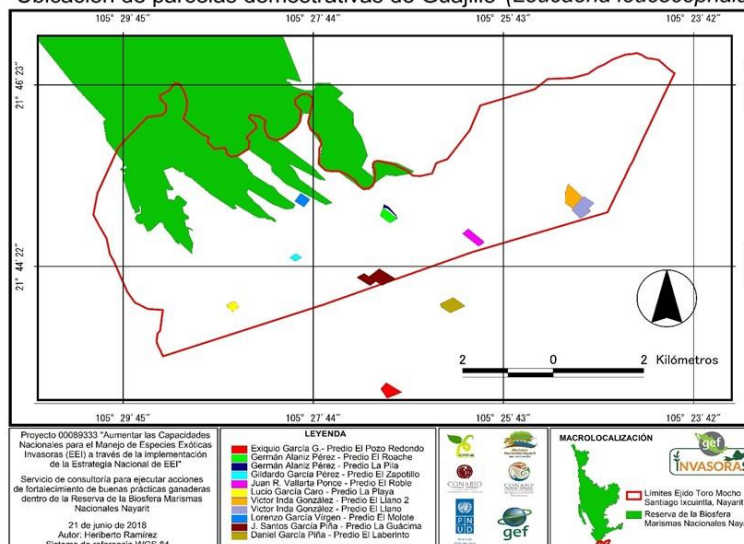 Ubicación de parcelas demostrativas de Guajillo (Leucaena leucocephala
105° 29' 45" 105° 27' 44" 105° 25' 43" 105° 23' 42"
21° 46' 23"
21° 44' 22"
2 0 2 Kilómetros
105° 29' 45" 105° 27' 44" 105° 25' 43" 105° 23' 42"
Proyecto 00089333 "Aumentar las Capacidades
Nacionales para el Manejo de Especies Exóticas
Invasoras (EEI) a través de la implementación
de la Estrategia Nacional de EEI"
Servicio de consultoría para ejecutar acciones
de fortalecimiento de buenas prácticas ganaderas
dentro de la Reserva de la Biosfera Marismas
Nacionales Nayarit
21 de junio de 2018
Autor: Heriberto Ramírez
Sistema de referencia WGS 84
LEYENDA
Exiquio García G.- Predio El Pozo Redondo
Germán Alaniz Pérez - Predio El Roache
Germán Alaniz Pérez - Predio La Pila
Gildardo García Pérez - Predio El Zapotillo
Juan R. Vallarta Ponce - Predio El Roble
Lucio García Caro - Predio La Playa
Victor Inda González - Predio El Llano 2
Victor Inda González - Predio El Llano
Lorenzo García Virgen - Predio El Molote
J. Santos García Piña - Predio La Guácima
Daniel García Piña - Predio El Laberinto
CONABIO
CONANP
PNUD
gef
MACROLOCALIZACIÓN
gef
INVASORAS
Límites Ejido Toro Mocho
Santiago Ixcuintla, Nayarit
Reserva de la Biosfera
Marismas Nacionales Nay